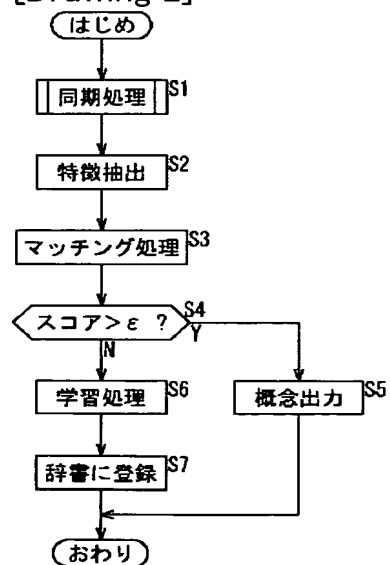 はじめ
同期処理 S1
特徴抽出 S2
マッチング処理 S3
スコア>ε ? S4
Y
N
学習処理 S6
概念出力 S5
辞書に登録 S7
おわり